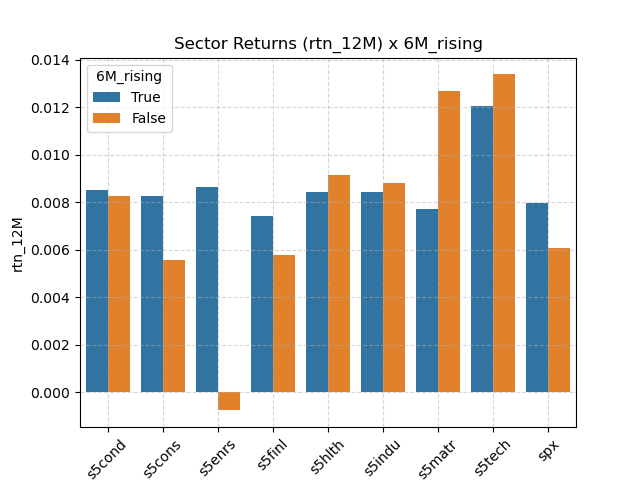 Sector Returns (rtn_12M) x 6M_rising
6M_rising
True
False
rtn_12M
0.014
0.012
0.010
0.008
0.006
0.004
0.002
0.000
s5cond
s5cons
s5enrs
s5finl
s5hlth
s5indu
s5matr
s5tech
spx